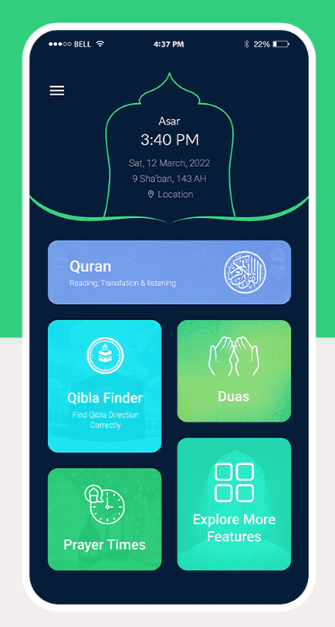 BELL 4:37 PM 22%
Asar
3:40 PM
Sat, 12 March, 2022
9 Sha'ban, 143 AH
Location
Quran
Reading, Translation & listening
Qibla Finder
Find Qibla Direction
Correctly
Duas
Prayer Times
Explore More
Features